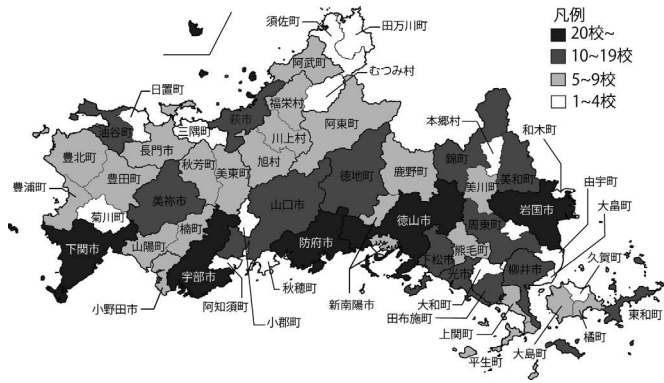 凡例
20校~
10~19校
5~9校
1~4校
須佐町
田万川町
阿武町
むつみ村
日置町
萩市
福栄村
油谷町
三隅町
川上村
阿東町
本郷村
和木町
長門市
旭村
豊北町
秋芳町
美東町
徳地町
鹿野町
錦町
美和町
由宇町
豊田町
美川町
大畠町
豊浦町
美祢市
山口市
岩国市
菊川町
楠町
徳山市
周東町
久賀町
下関市
山陽町
防府市
熊毛町
宇部市
下松市
柳井市
光市
小野田市
阿知須町
秋穂町
新南陽市
大和町
東和町
小郡町
田布施町
上関町
橘町
平生町
大島町